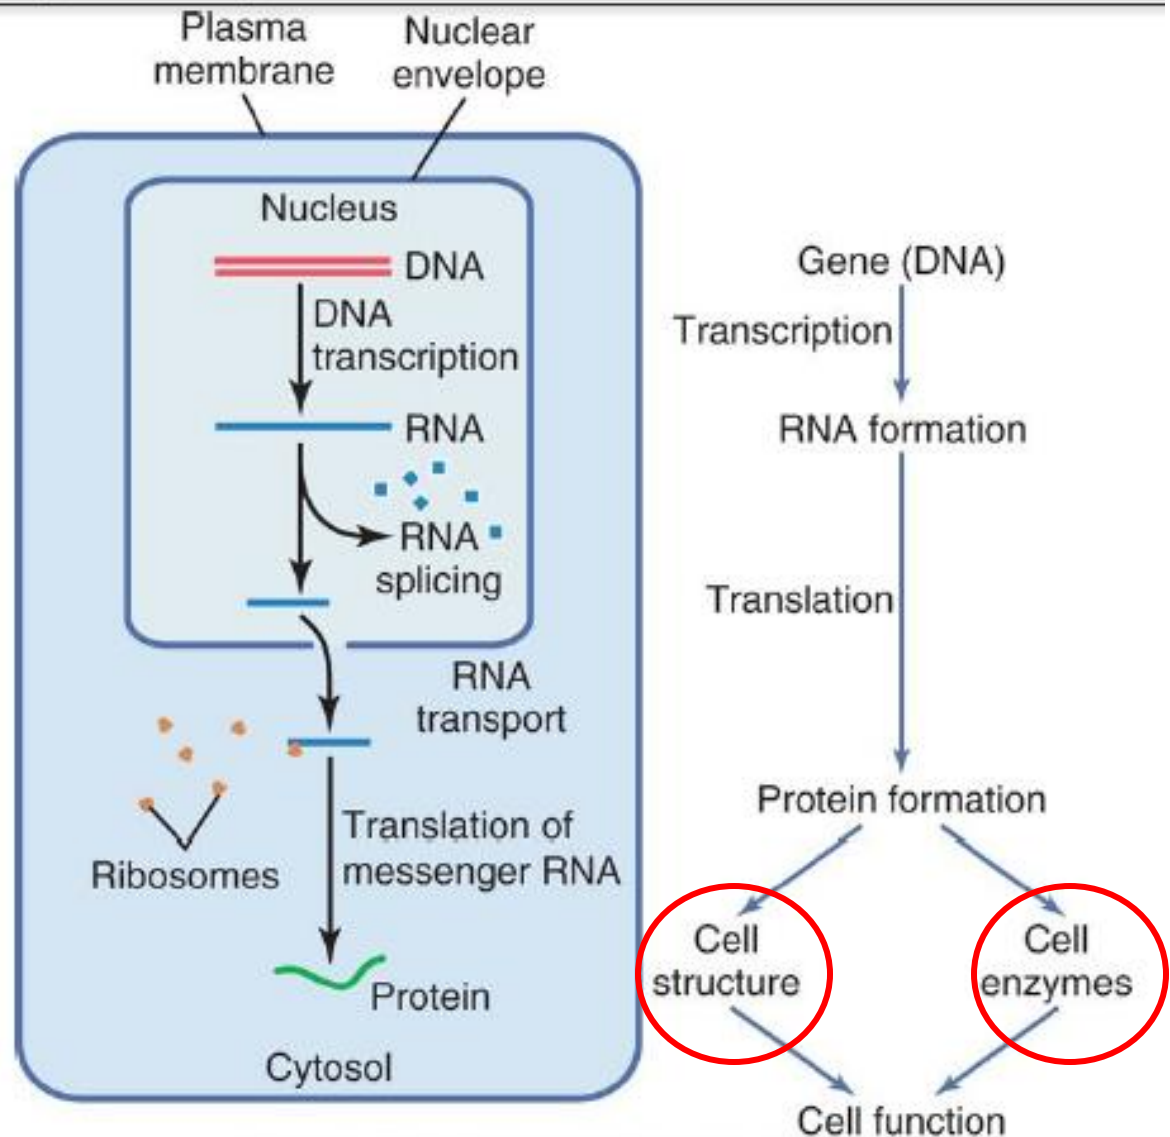 Plasma
membrane
Nuclear
envelope
Nucleus
DNA
DNA
transcription
RNA
RNA
splicing
RNA
transport
Ribosomes
Translation of
messenger RNA
Protein
Cytosol
Gene (DNA)
Transcription
RNA formation
Translation
Protein formation
Cell
structure
Cell
enzymes
Cell function